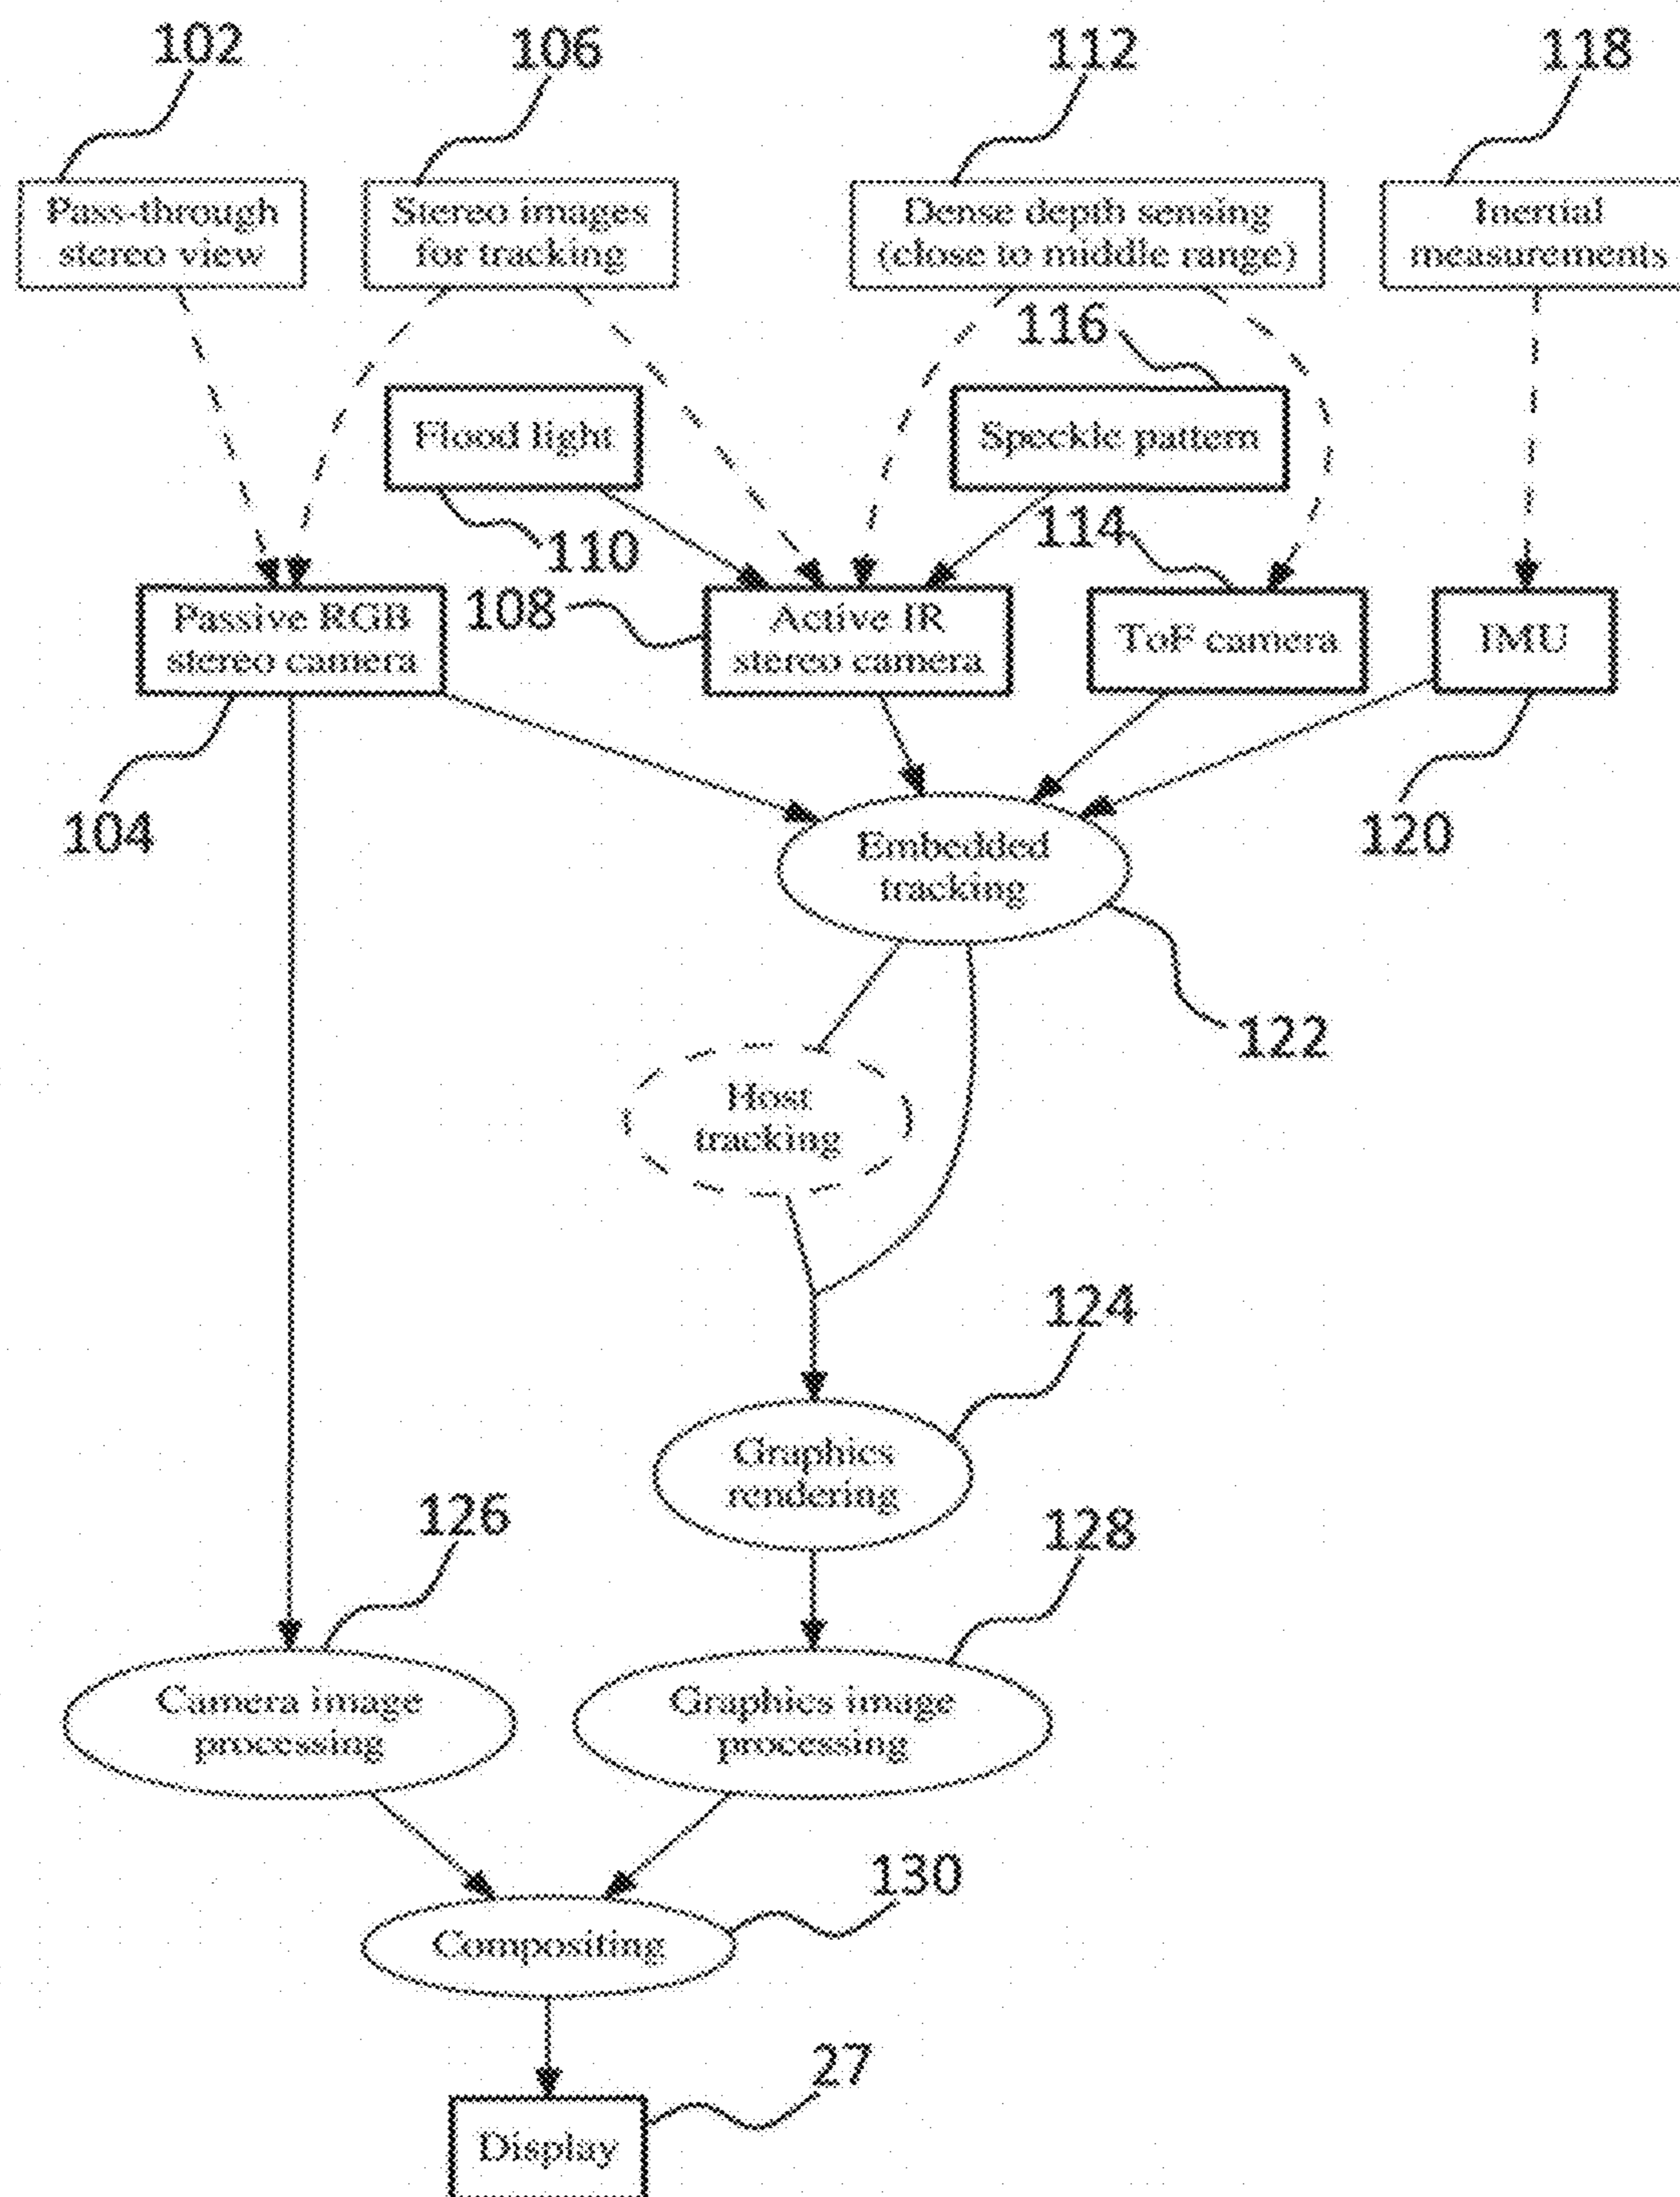 102
106
112
118
Pass-through
stereo view
Stereo images
for tracking
Dense depth sensing
(close to middle range)
Inertial
measurements
116
Flood light
Speckle pattern
110
114
Passive RGB
stereo camera
108
Active IR
stereo camera
ToF camera
IMU
104
120
Embedded
tracking
122
Host
tracking
124
Graphics
rendering
126
128
Camera image
processing
Graphics image
processing
130
Compositing
27
Display